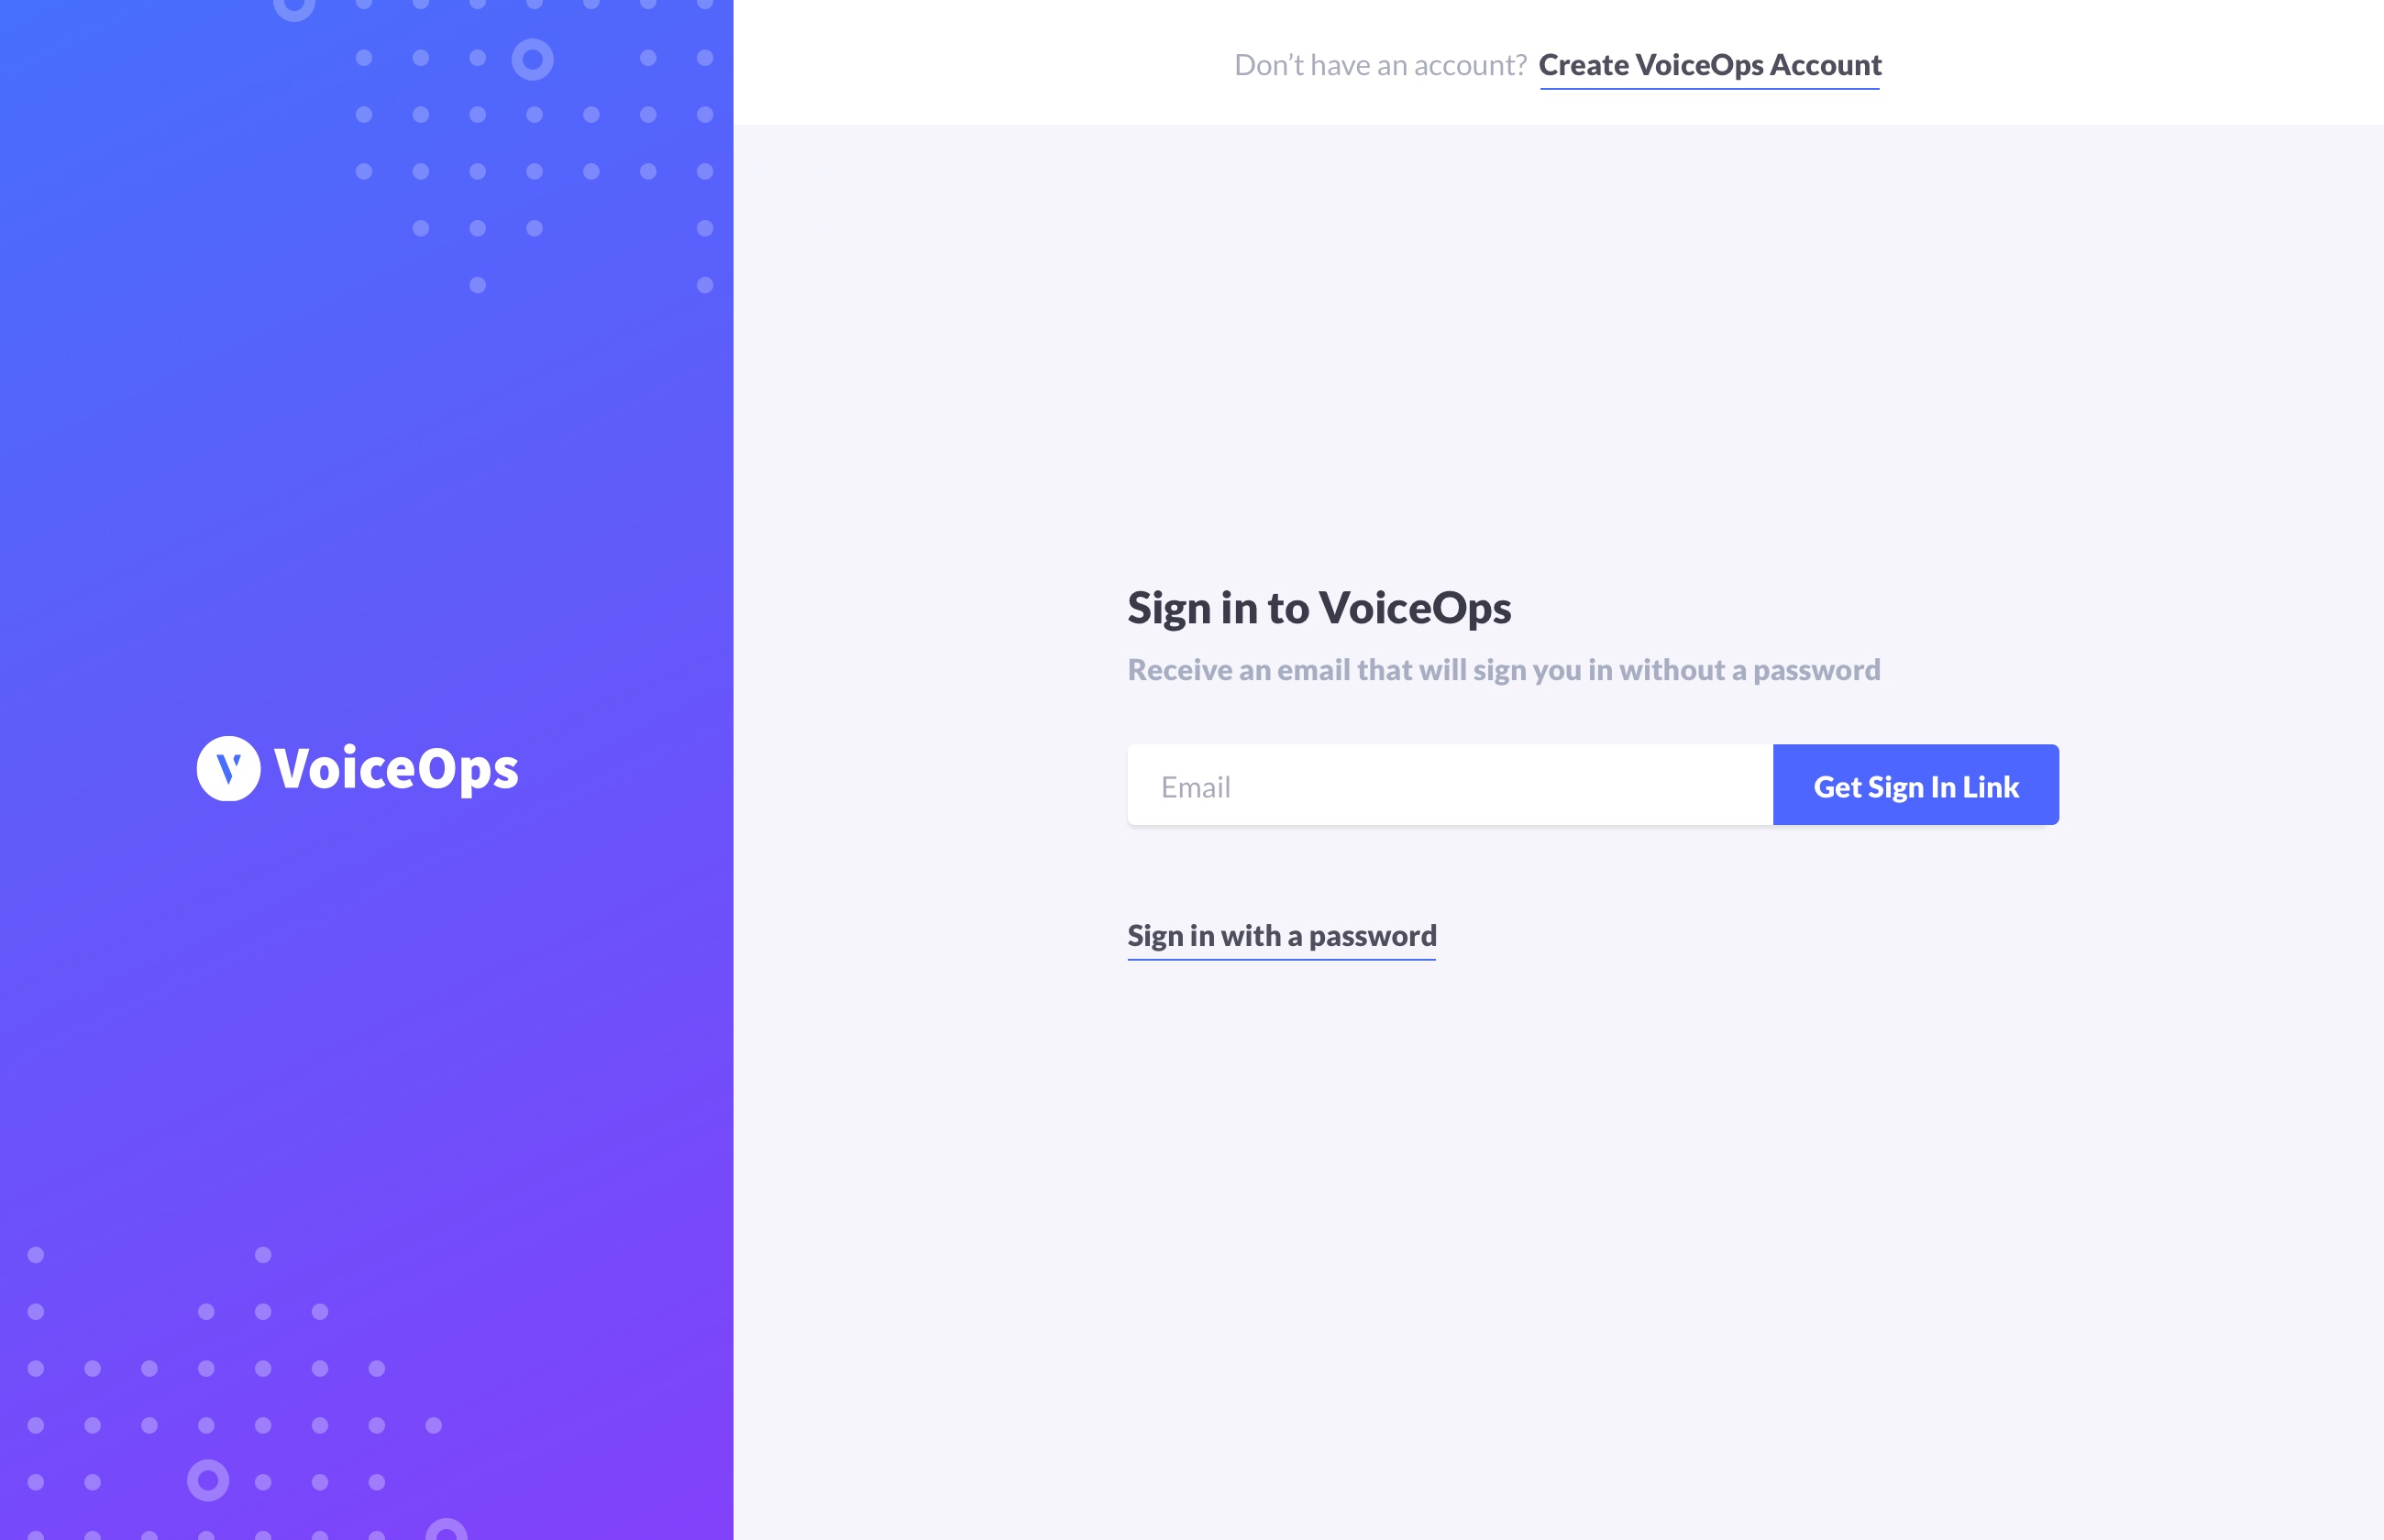 Don’t have an account? Create VoiceOps Account
Sign in to VoiceOps
Receive an email that will sign you in without a password
V VoiceOps
Email
Get Sign In Link
Sign in with a password